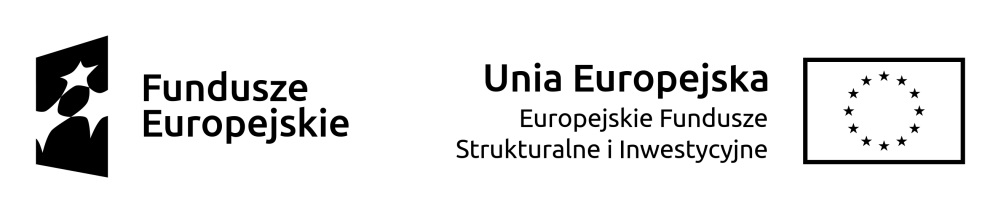 Fundusze
Europejskie
Unia Europejska
Europejskie Fundusze
Strukturalne i Inwestycyjne